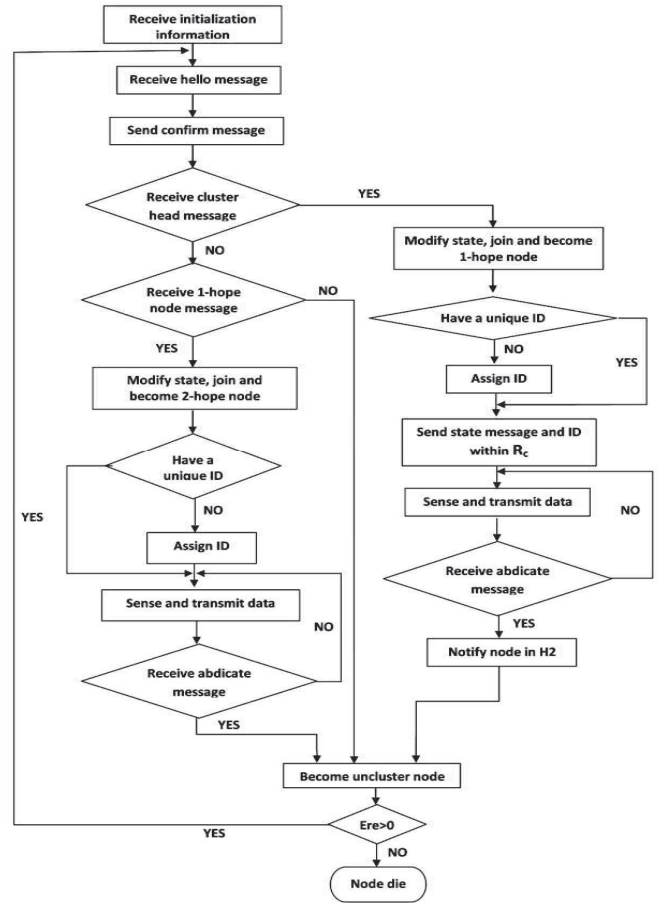 Receive initialization
information
Receive hello message
Send confirm message
Receive cluster
head message
YES
NO
Modify state, join and become
1-hope node
Receive 1-hope
node message
NO
YES
Have a unique ID
NO
YES
Assign ID
Modify state, join and
become 2-hope node
Send state message and ID
within Rc
Have a
unique ID
YES
NO
Assign ID
Sense and transmit data
NO
Receive abdicate
message
YES
Notify node in H2
Sense and transmit data
NO
Receive abdicate
message
YES
Become uncluster node
Ere>0
YES
NO
Node die